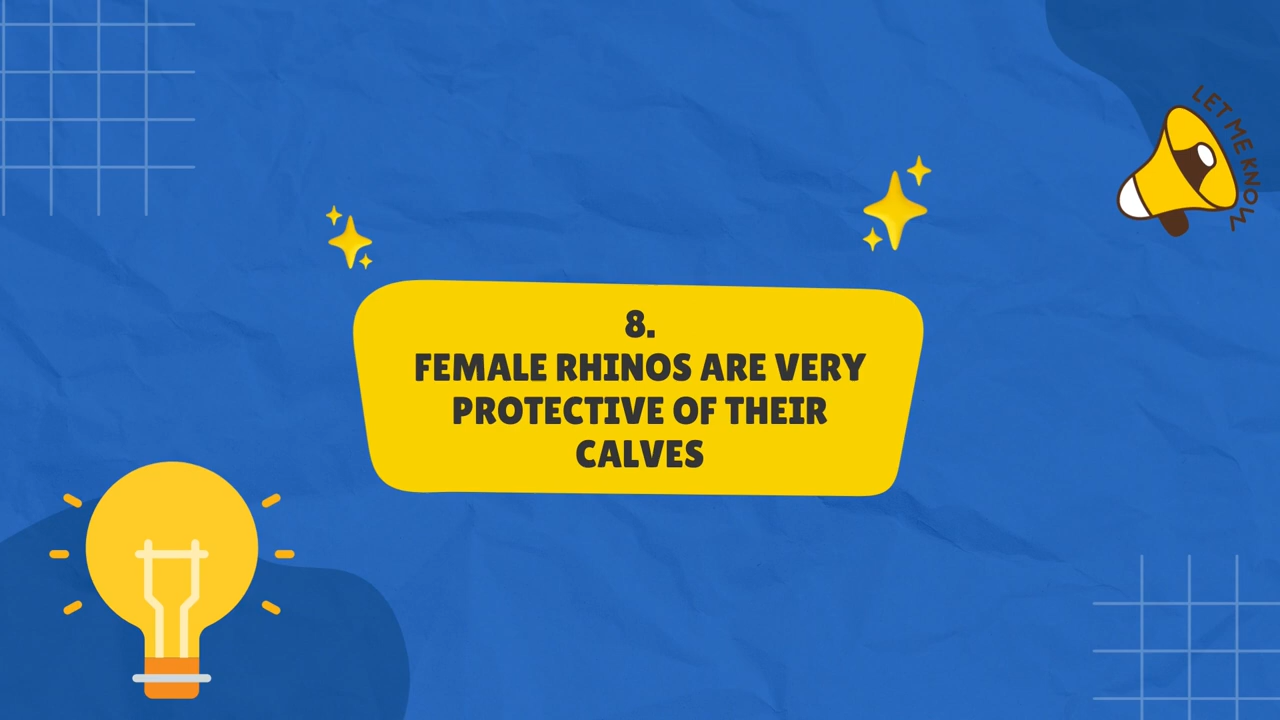 LET ME KNOW
8.
FEMALE RHINOS ARE VERY
PROTECTIVE OF THEIR
CALVES